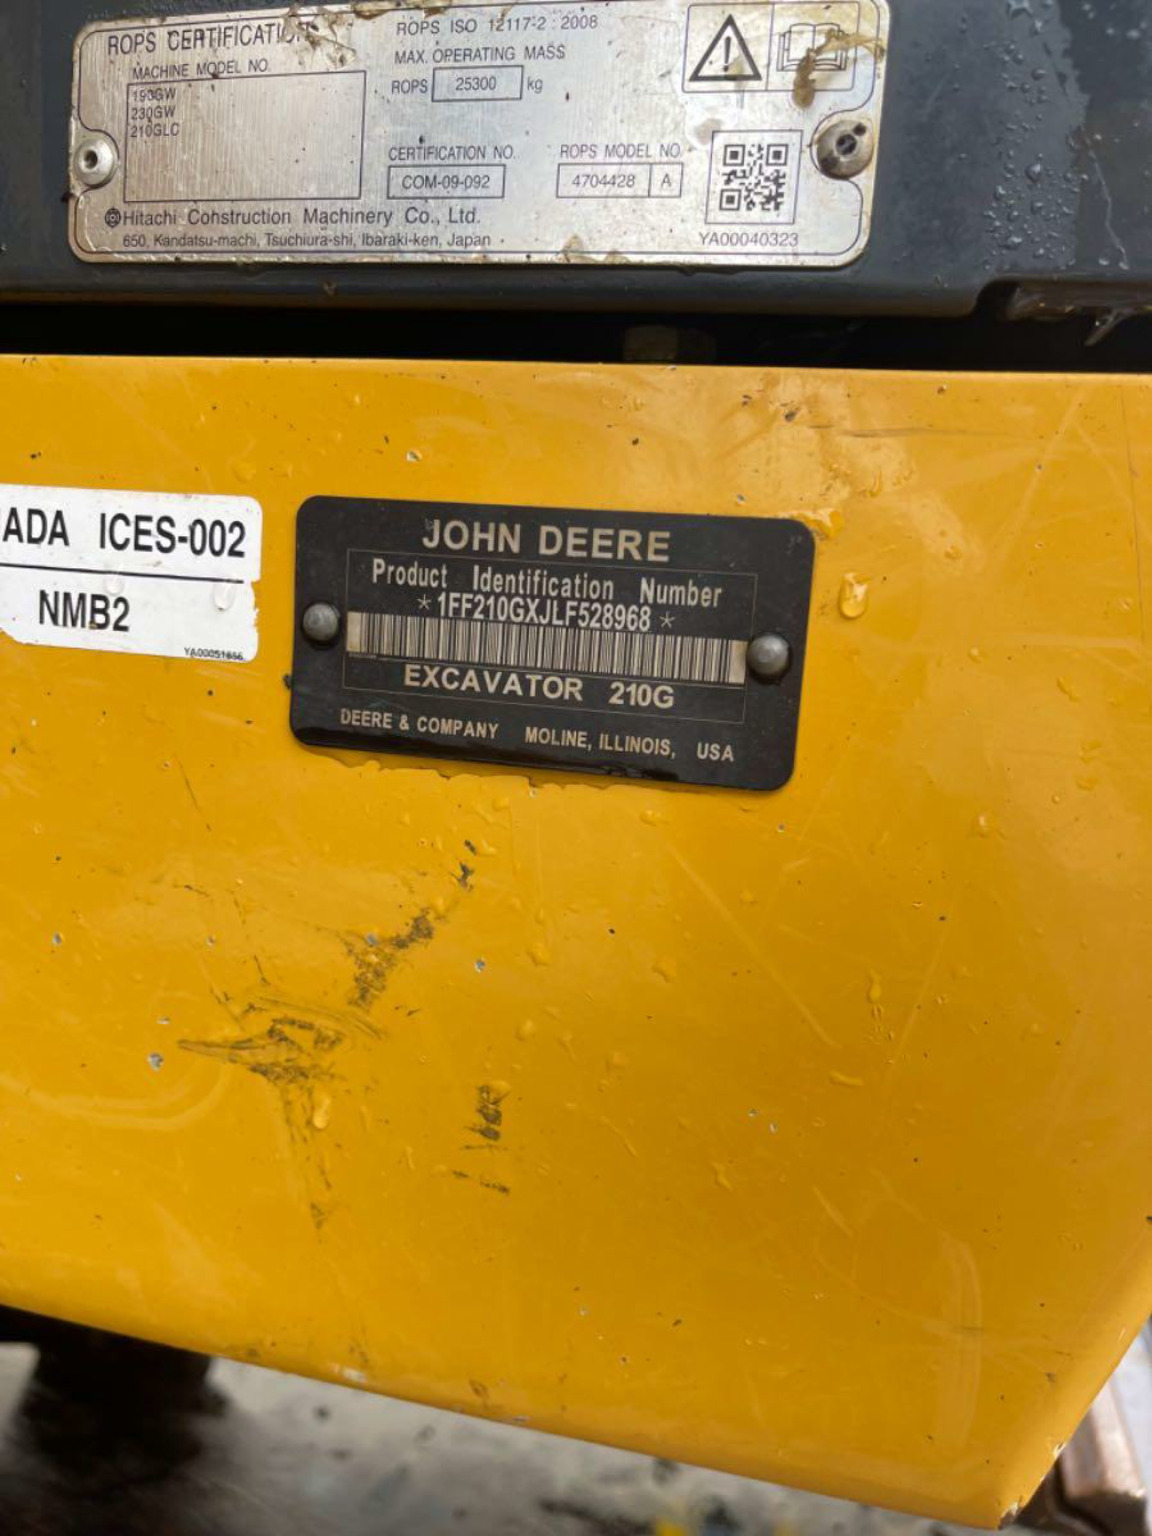 ROPS CERTIFICATION
MACHINE MODEL NO.
190GW
230GW
210GLC
ROPS ISO 12117-2 : 2008
MAX. OPERATING MASS
ROPS 25300 kg
CERTIFICATION NO.
COM-09-092
ROPS MODEL NO.
4704428 A
Hitachi Construction Machinery Co., Ltd.
650, Kandatsu-machi, Tsuchiura-shi, Ibaraki-ken, Japan
YA00040323
ADA ICES-002
NMB2
JOHN DEERE
Product Identification Number
*1FF210GXJLF528968*
EXCAVATOR 210G
DEERE & COMPANY MOLINE, ILLINOIS, USA